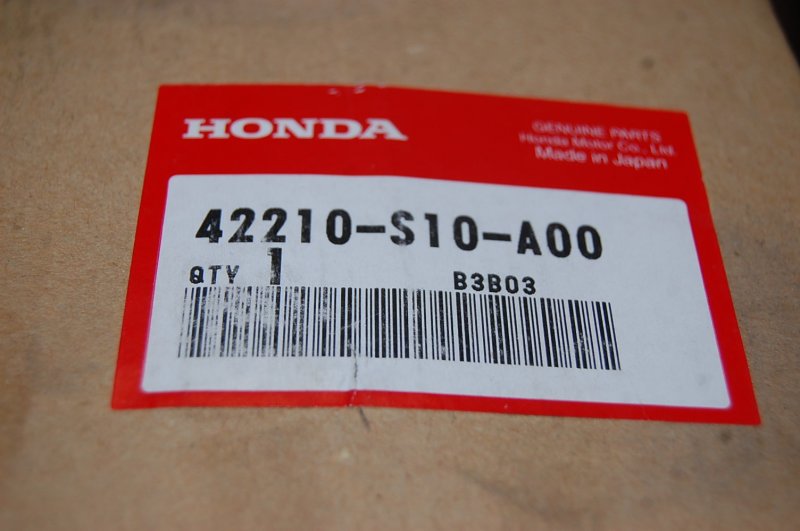 HONDA
GENUINE PARTS
Honda Motor Co., Ltd.
Made in Japan
42210-S10-A00
QTY 1 B3B03